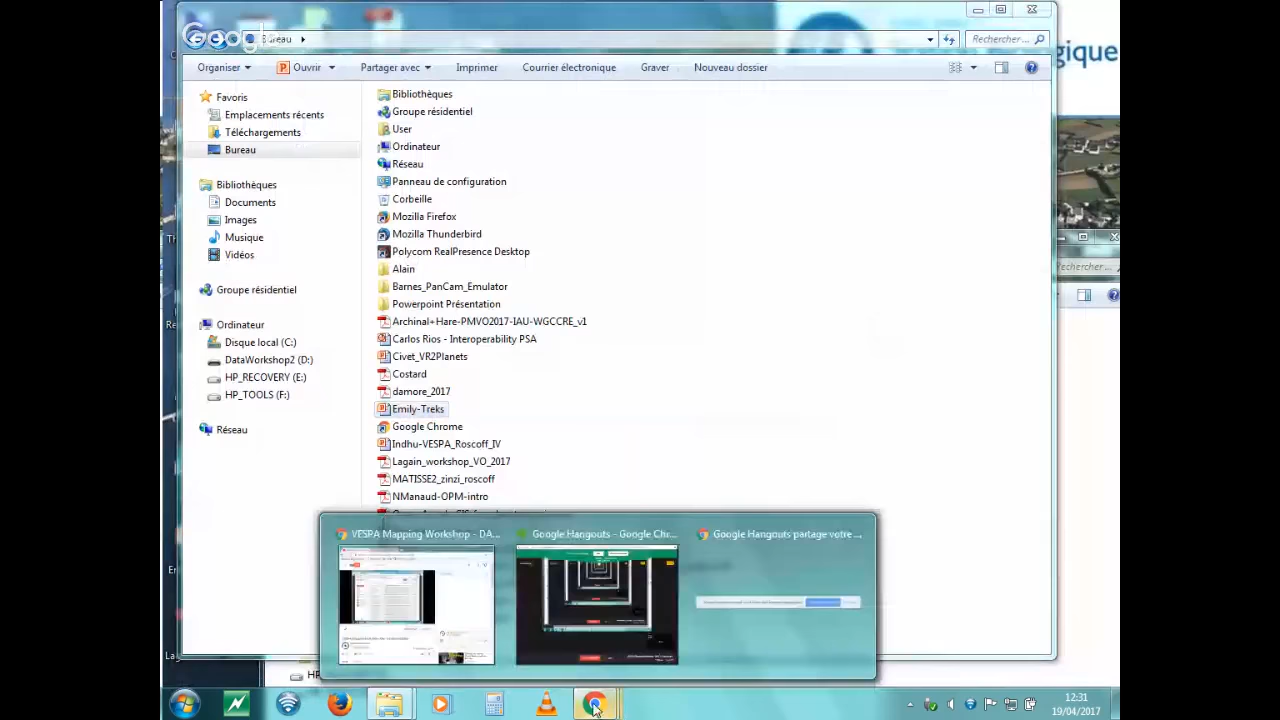 Google
Bureau
Rechercher...
gique
Organiser
Ouvrir
Partager avec
Imprimer
Courrier électronique
Graver
Nouveau dossier
Favoris
Emplacements récents
Téléchargements
Bureau
Bibliothèques
Documents
Images
Musique
Vidéos
Groupe résidentiel
Ordinateur
Disque local (C:)
DataWorkshop2 (D:)
HP_RECOVERY (E:)
HP_TOOLS (F:)
Réseau
Bibliothèques
Groupe résidentiel
User
Ordinateur
Réseau
Panneau de configuration
Corbeille
Mozilla Firefox
Mozilla Thunderbird
Polycom RealPresence Desktop
Alain
Barnes_PanCam_Emulator
Powerpoint Présentation
Archinal+Hare-PMVO2017-IAU-WGCCRE_v1
Carlos Rios - Interoperability PSA
Civet_VR2Planets
Costard
damore_2017
Emily-Treks
Google Chrome
Indhu-VESPA_Roscoff_IV
Lagain_workshop_VO_2017
MATISSE2_zinzi_roscoff
NManaud-OPM-intro
echercher...
VESPA Mapping Workshop - DA...
Google Hangouts - Google Chr...
Google Hangouts partage votre ...
HP
12:31
19/04/2017